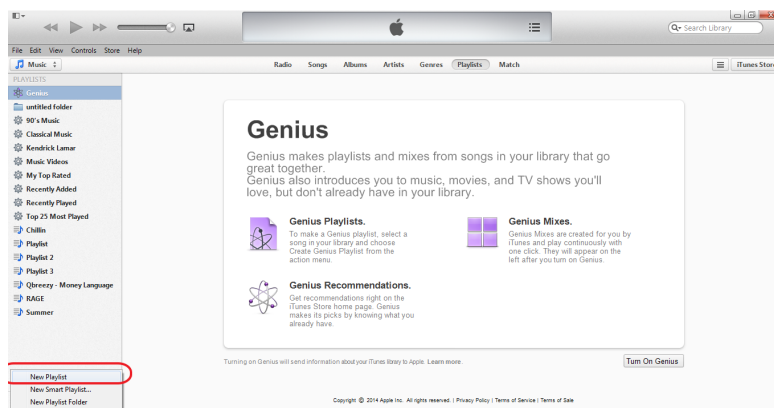 Search Library
File Edit View Controls Store Help
Music Radio Songs Albums Artists Genres Playlists Match iTunes Store
PLAYLISTS
Genius
untitled folder
90's Music
Classical Music
Kendrick Lamar
Music Videos
My Top Rated
Recently Added
Recently Played
Top 25 Most Played
Chillin
Playlist
Playlist 2
Playlist 3
Qbreezy - Money Language
RAGE
Summer
New Playlist
New Smart Playlist...
New Playlist Folder
Genius
Genius makes playlists and mixes from songs in your library that go
great together.
Genius also introduces you to music, movies, and TV shows you'll
love, but don't already have in your library.
Genius Playlists.
To make a Genius playlist, select a
song in your library and choose
Create Genius Playlist from the
action menu.
Genius Mixes.
Genius Mixes are created for you by
iTunes and play continuously with
one click. They will appear on the
left after you turn on Genius.
Genius Recommendations.
Get recommendations right on the
iTunes Store home page. Genius
makes its picks by knowing what you
already have.
Turning on Genius will send information about your iTunes library to Apple. Learn more.
Turn On Genius
Copyright © 2014 Apple Inc. All rights reserved. | Privacy Policy | Terms of Service | Terms of Sale